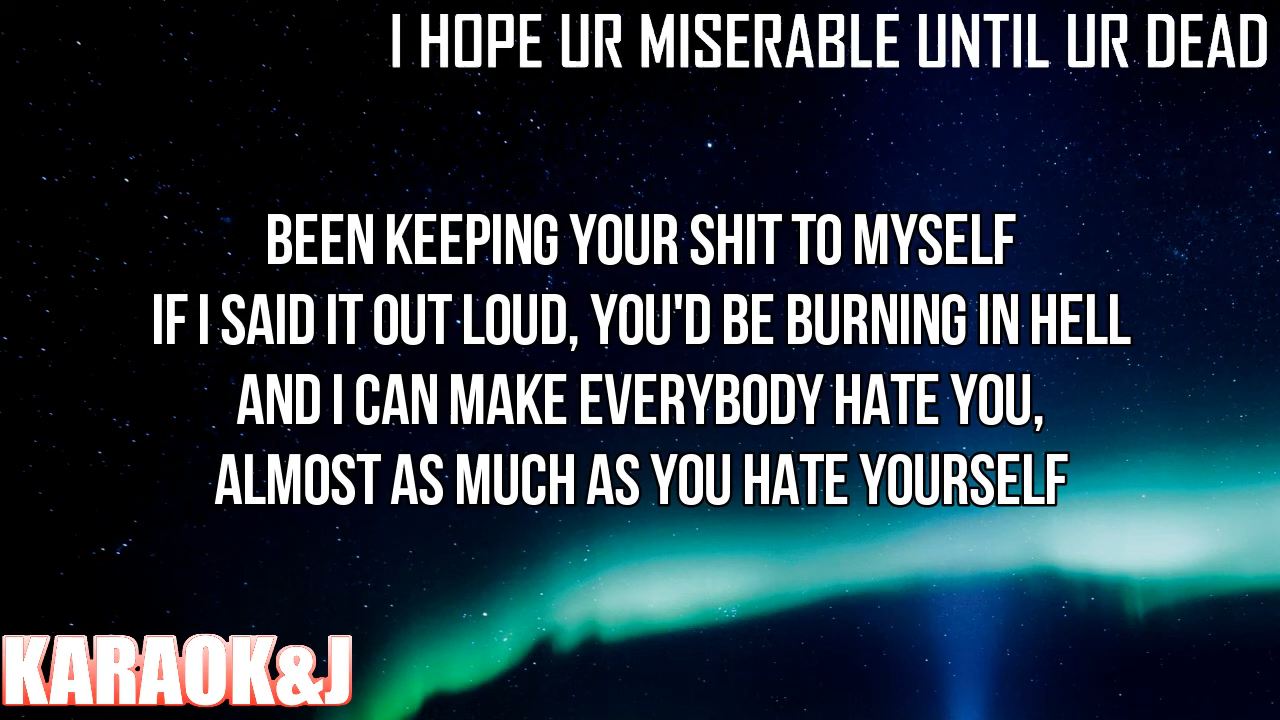 I HOPE UR MISERABLE UNTIL UR DEAD
BEEN KEEPING YOUR SHIT TO MYSELF
IF I SAID IT OUT LOUD, YOU'D BE BURNING IN HELL
AND I CAN MAKE EVERYBODY HATE YOU,
ALMOST AS MUCH AS YOU HATE YOURSELF
KARAOK&J